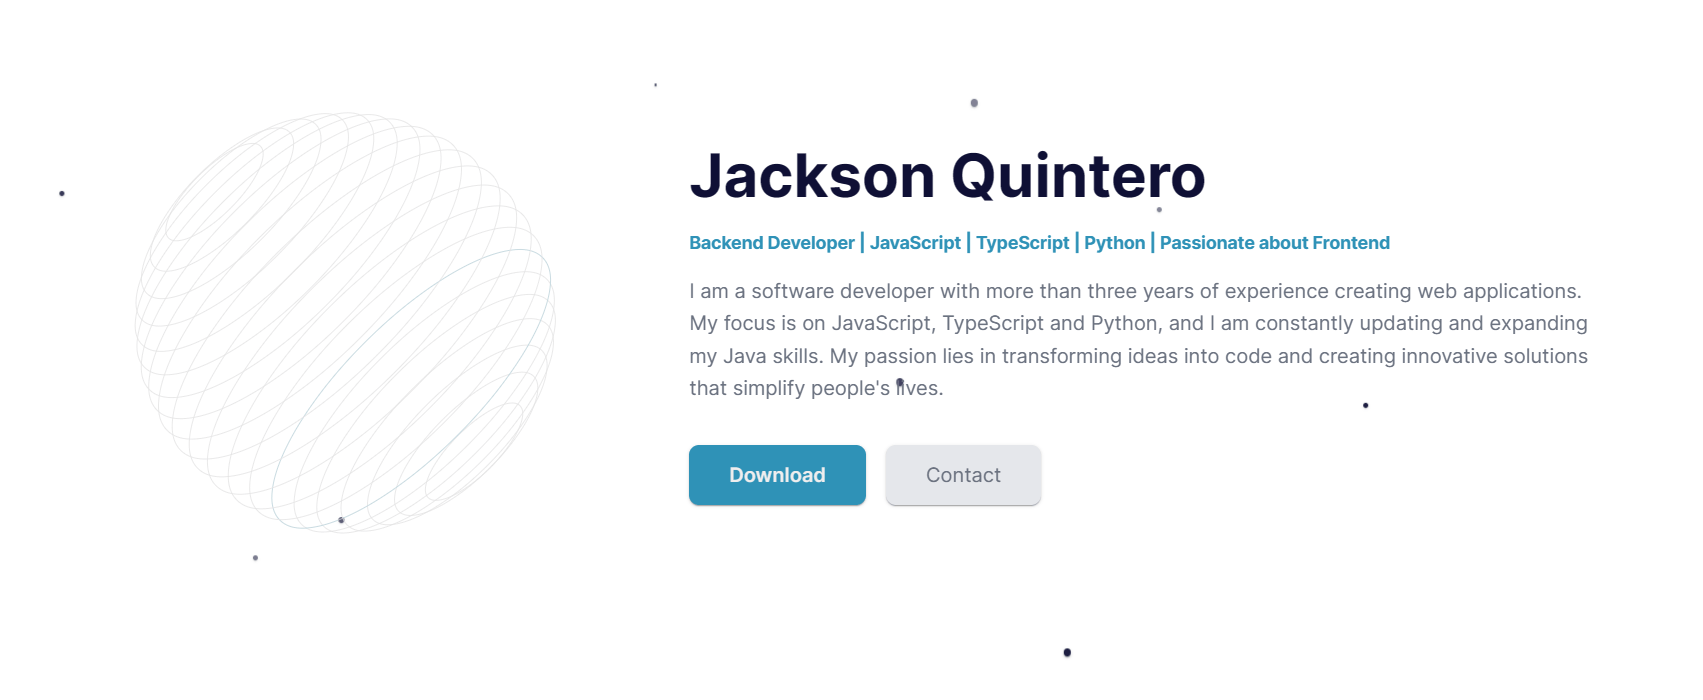 Jackson Quintero
Backend Developer | JavaScript | TypeScript | Python | Passionate about Frontend
I am a software developer with more than three years of experience creating web applications.
My focus is on JavaScript, TypeScript and Python, and I am constantly updating and expanding
my Java skills. My passion lies in transforming ideas into code and creating innovative solutions
that simplify people's lives.
Download
Contact